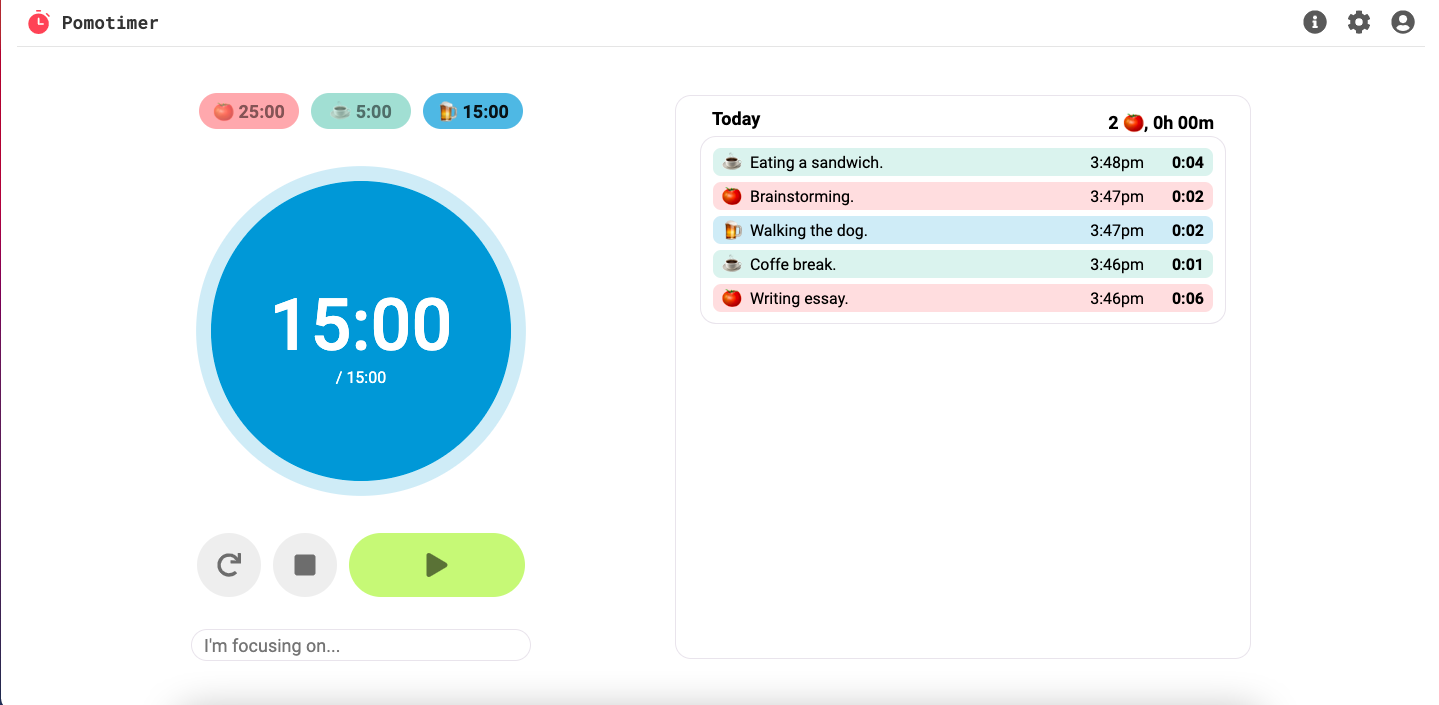 Pomotimer
25:00
5:00
15:00
15:00
/ 15:00
I'm focusing on...
Today
2 🍅, 0h 00m
Eating a sandwich. 3:48pm 0:04
Brainstorming. 3:47pm 0:02
Walking the dog. 3:47pm 0:02
Coffe break. 3:46pm 0:01
Writing essay. 3:46pm 0:06